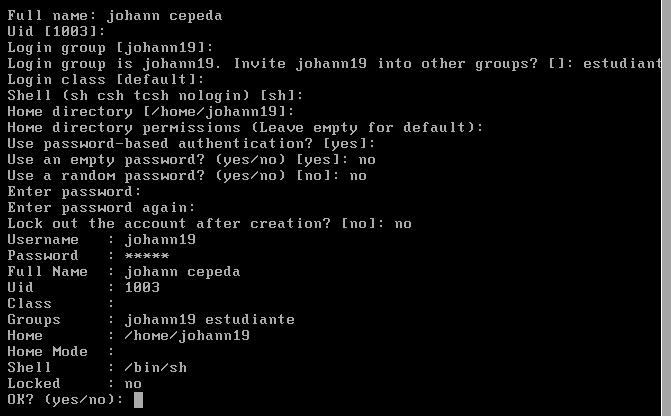 Full name: johann cepeda
Uid [1003]:
Login group [johann19]:
Login group is johann19. Invite johann19 into other groups? []: estudiante
Login class [default]:
Shell (sh csh tcsh nologin) [sh]:
Home directory [/home/johann19]:
Home directory permissions (Leave empty for default):
Use password-based authentication? [yes]:
Use an empty password? (yes/no) [yes]: no
Use a random password? (yes/no) [no]: no
Enter password:
Enter password again:
Lock out the account after creation? [no]: no
Username   : johann19
Password   : *****
Full Name  : johann cepeda
Uid        : 1003
Class      :
Groups     : johann19 estudiante
Home       : /home/johann19
Home Mode  :
Shell      : /bin/sh
Locked     : no
OK? (yes/no):